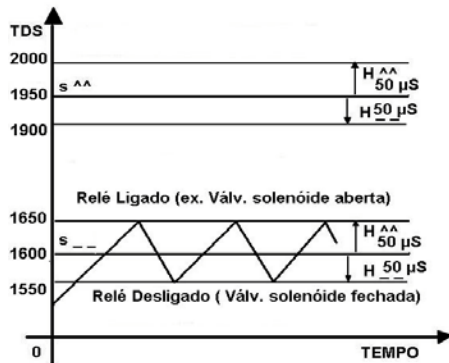 TDS
2000
H ^^
50 µS
s ^^
1950
H 50 µS
_ _
1900
Relé Ligado (ex. Válv. solenóide aberta)
1650
H ^^
50 µS
s _ _
1600
H 50 µS
_ _
1550
Relé Desligado ( Válv. solenóide fechada)
0
TEMPO